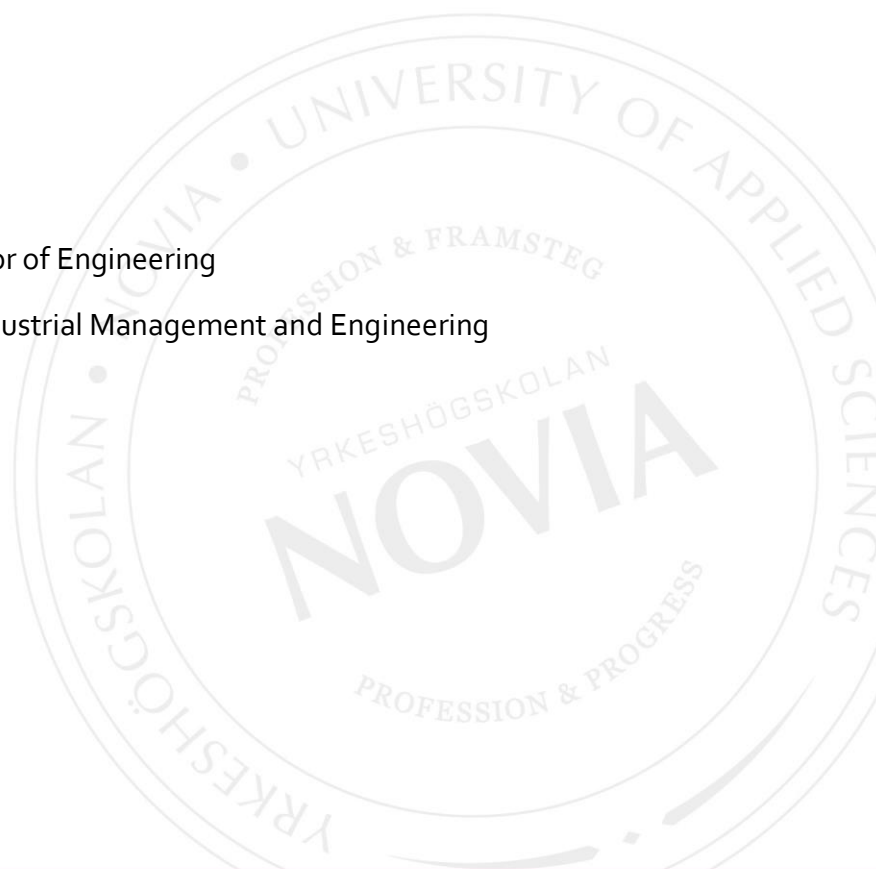 UNIVERSITY OF APPLIED SCIENCES
YRKESHÖGSKOLAN • NOVIA •
PROFESSION & FRAMSTEG
or of Engineering
ustrial Management and Engineering
YRKESHÖGSKOLAN
NOVIA
PROFESSION & PROGRESS